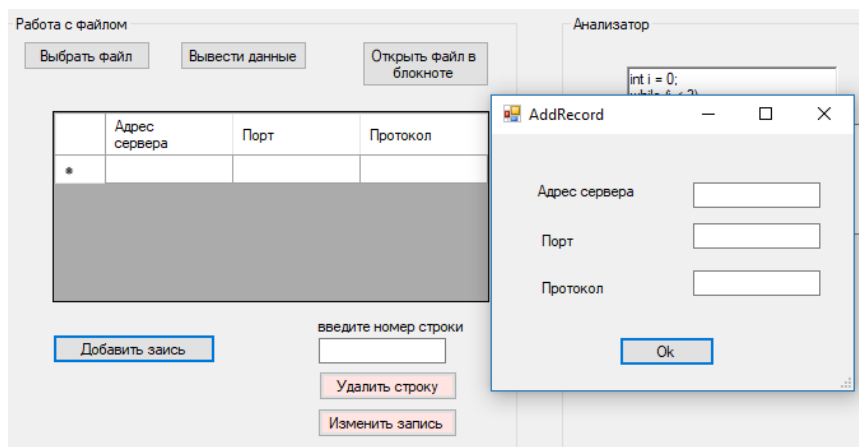 Работа с файлом
Выбрать файл
Вывести данные
Открыть файл в
блокноте
Адрес
сервера
Порт
Протокол
Добавить заись
введите номер строки
Удалить строку
Изменить запись
Анализатор
int i = 0;
AddRecord
Адрес сервера
Порт
Протокол
Ok